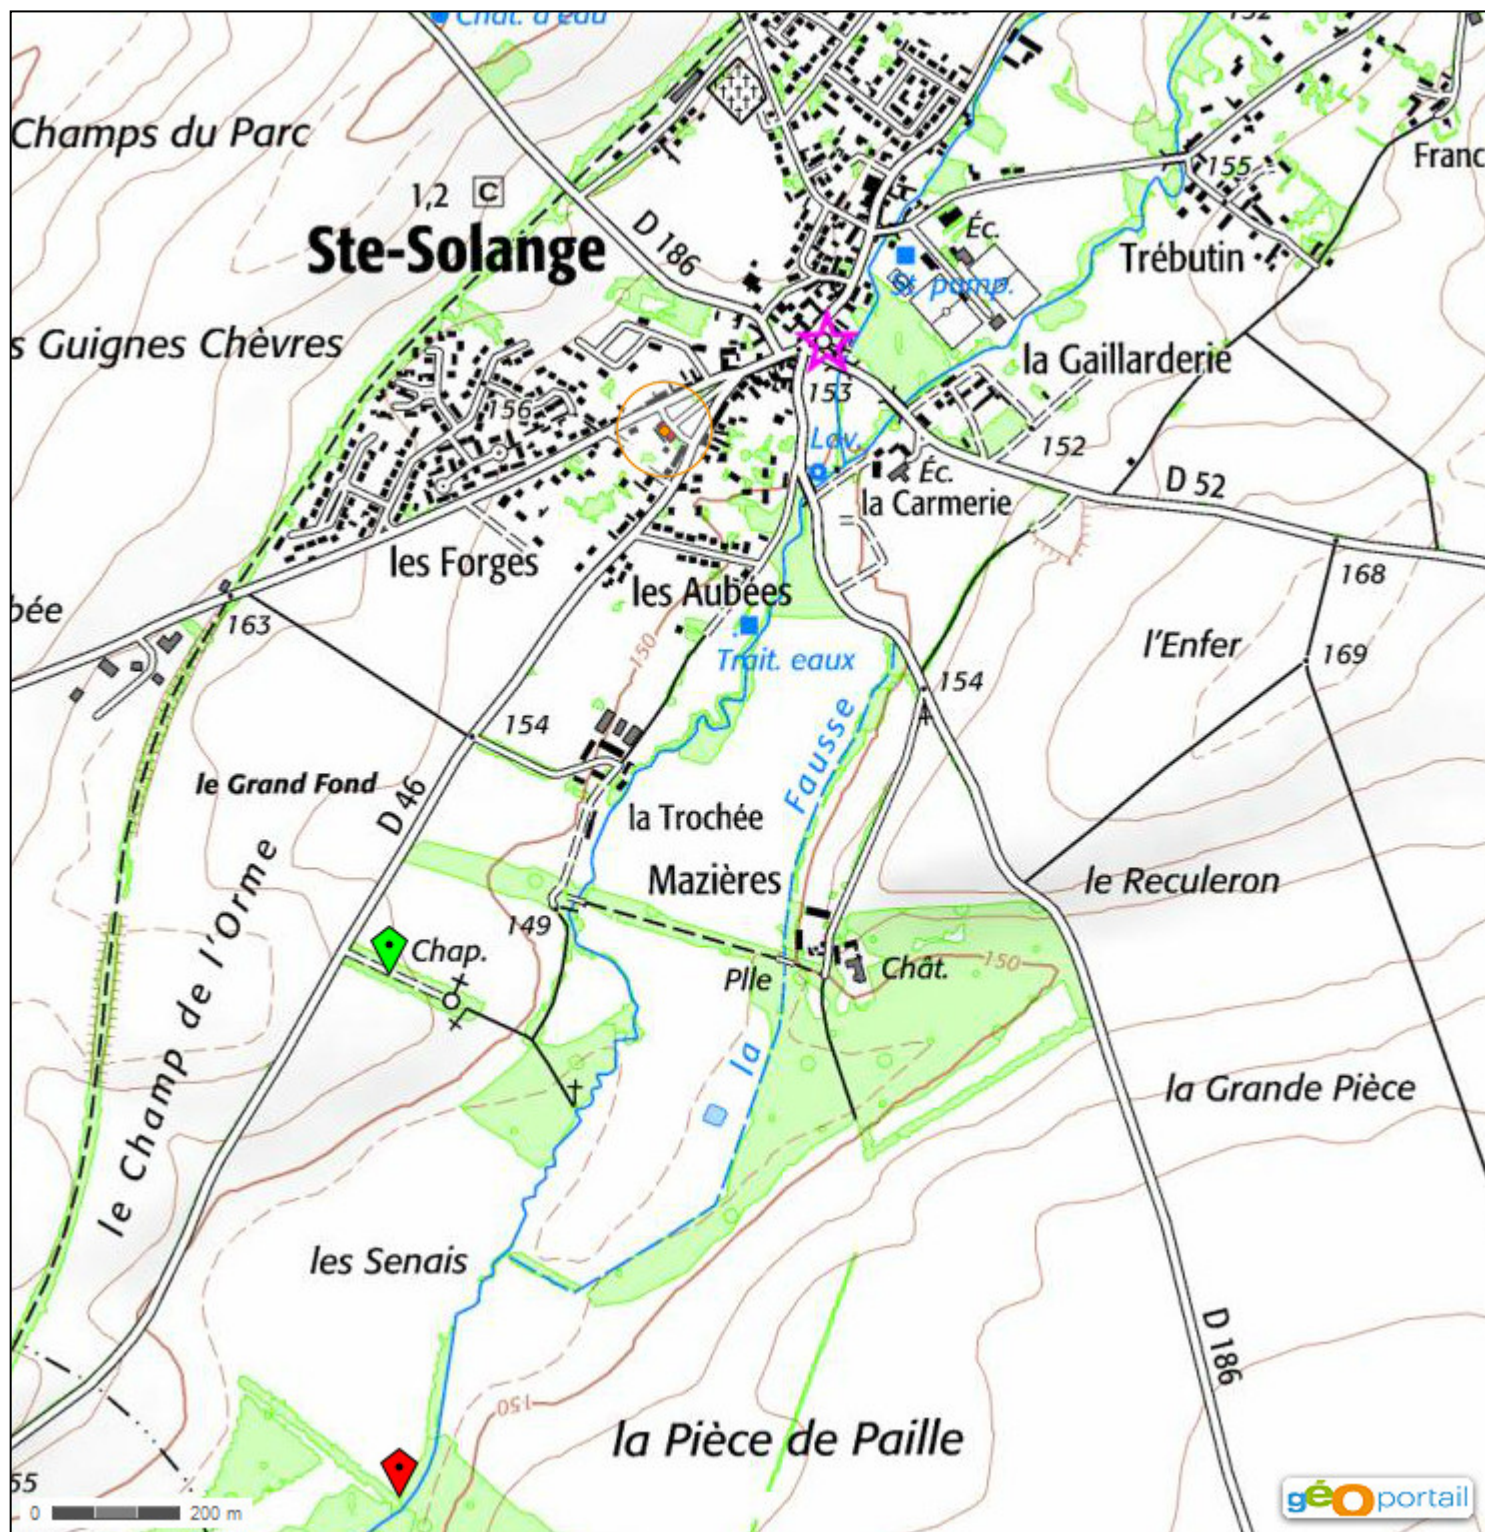 Chat. d'eau
152
Champs du Parc
1,2 C
Ste-Solange
D 186
Éc.
155
Franc
Trébutin
St. pomp.
s Guignes Chèvres
la Gaillarderie
156
153
152
Lav.
Éc.
la Carmerie
D 52
les Forges
les Aubées
168
bée
163
150
Trait. eaux
l'Enfer
169
154
154
Fausse
le Grand Fond
D 46
la Trochée
Mazières
le Reculeron
149
Chap.
Plle
Chât.
150
le Champ de l'Orme
la
la Grande Pièce
les Senais
D 186
150
la Pièce de Paille
55
0 200 m
géoportail